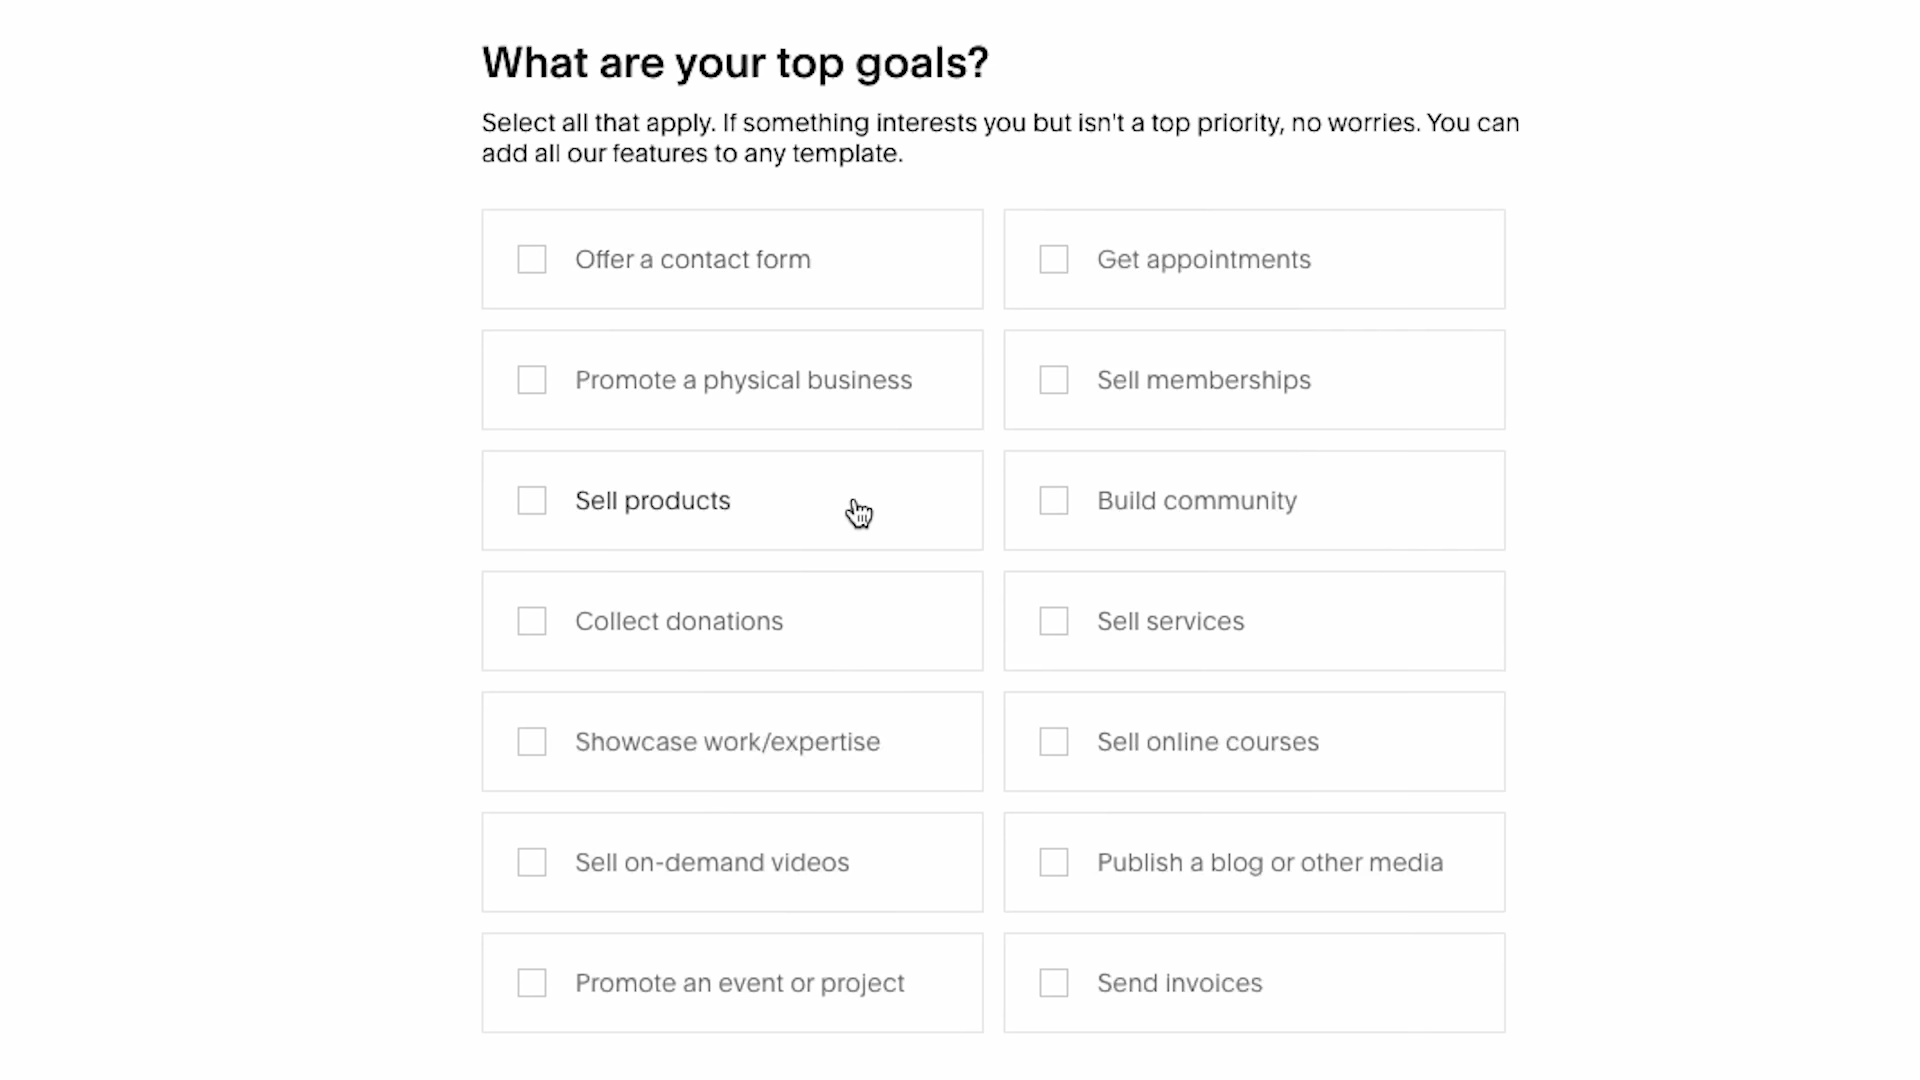 What are your top goals?
Select all that apply. If something interests you but isn't a top priority, no worries. You can
add all our features to any template.
Offer a contact form
Get appointments
Promote a physical business
Sell memberships
Sell products
Build community
Collect donations
Sell services
Showcase work/expertise
Sell online courses
Sell on-demand videos
Publish a blog or other media
Promote an event or project
Send invoices